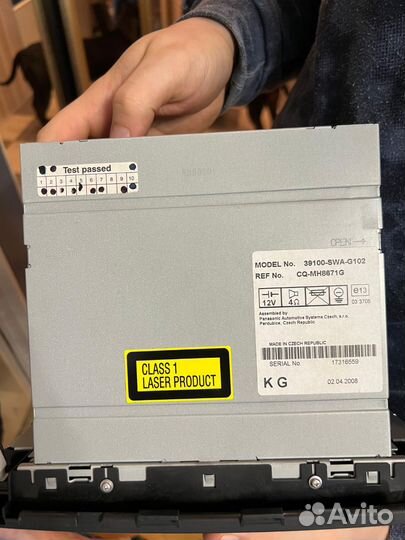 Test passed
1 2 3 4 5 6 7 8 9 10
OPEN
MODEL No. 39100-SWA-G102
REF No. CQ-MH8671G
12V 4Ω e13
03 3705
Assembled by
Panasonic Automotive Systems Czech, s.r.o.
Pardubice, Czech Republic
MADE IN CZECH REPUBLIC
SERIAL No 17316559
KG 02.04.2008
CLASS 1
LASER PRODUCT
Avito